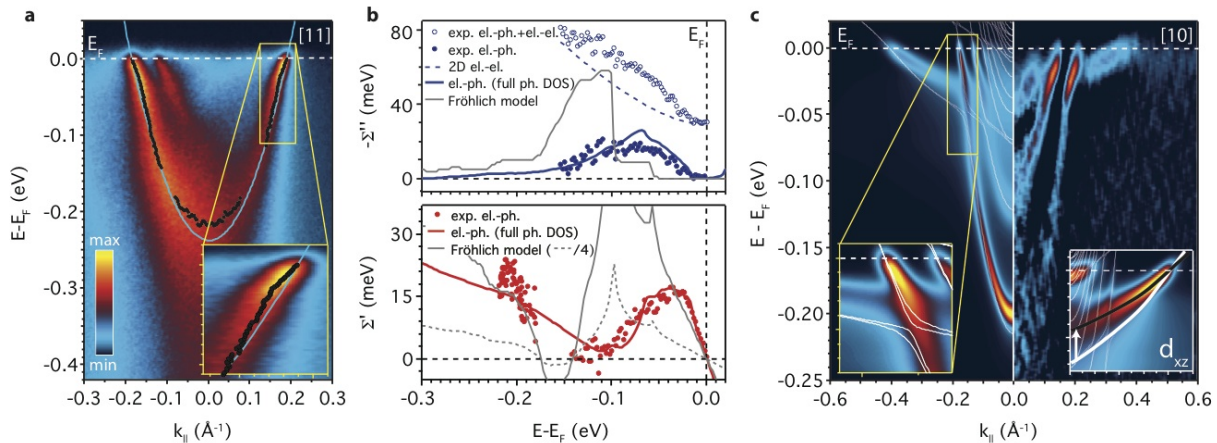 a
[11]
E_F
0.0
-0.1
-0.2
-0.3
-0.4
E-E_F (eV)
max
min
-0.3 -0.2 -0.1 0.0 0.1 0.2 0.3
k_|| (Å⁻¹)
b
80
40
0
-Σ'' (meV)
exp. el.-ph.+el.-el.
exp. el.-ph.
2D el.-el.
el.-ph. (full ph. DOS)
Fröhlich model
E_F
30
15
0
Σ' (meV)
exp. el.-ph.
el.-ph. (full ph. DOS)
Fröhlich model (---/4)
-0.3 -0.2 -0.1 0.0
E-E_F (eV)
c
E_F
[10]
0.00
-0.05
-0.10
-0.15
-0.20
-0.25
E - E_F (eV)
d_xz
-0.6 -0.4 -0.2 0.0 0.2 0.4 0.6
k_|| (Å⁻¹)